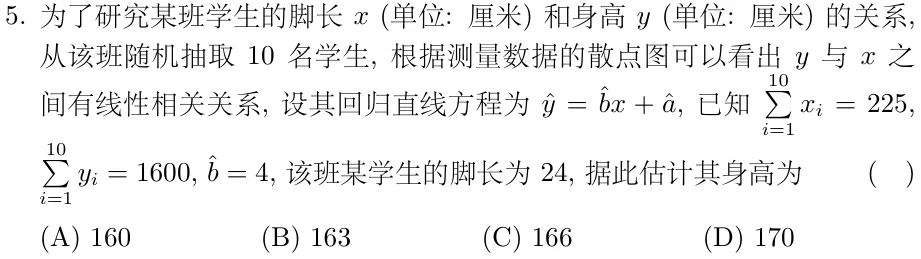 5. 为了研究某班学生的脚长 x (单位: 厘米) 和身高 y (单位: 厘米) 的关系,
从该班随机抽取 10 名学生, 根据测量数据的散点图可以看出 y 与 x 之
间有线性相关关系, 设其回归直线方程为 ŷ = b̂x + â, 已知 \sum_{i=1}^{10} x_i = 225,
\sum_{i=1}^{10} y_i = 1600, b̂ = 4, 该班某学生的脚长为 24, 据此估计其身高为 ( )
(A) 160 (B) 163 (C) 166 (D) 170